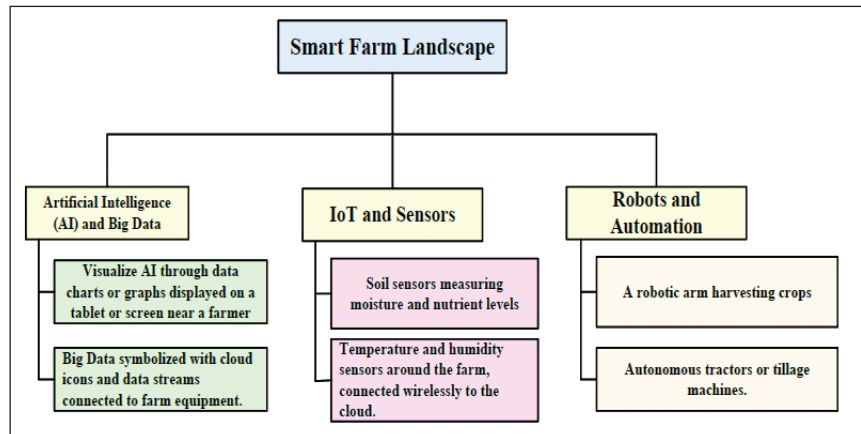 Smart Farm Landscape
Artificial Intelligence
(AI) and Big Data
Visualize AI through data
charts or graphs displayed on a
tablet or screen near a farmer
Big Data symbolized with cloud
icons and data streams
connected to farm equipment.
IoT and Sensors
Soil sensors measuring
moisture and nutrient levels
Temperature and humidity
sensors around the farm,
connected wirelessly to the
cloud.
Robots and
Automation
A robotic arm harvesting crops
Autonomous tractors or tillage
machines.